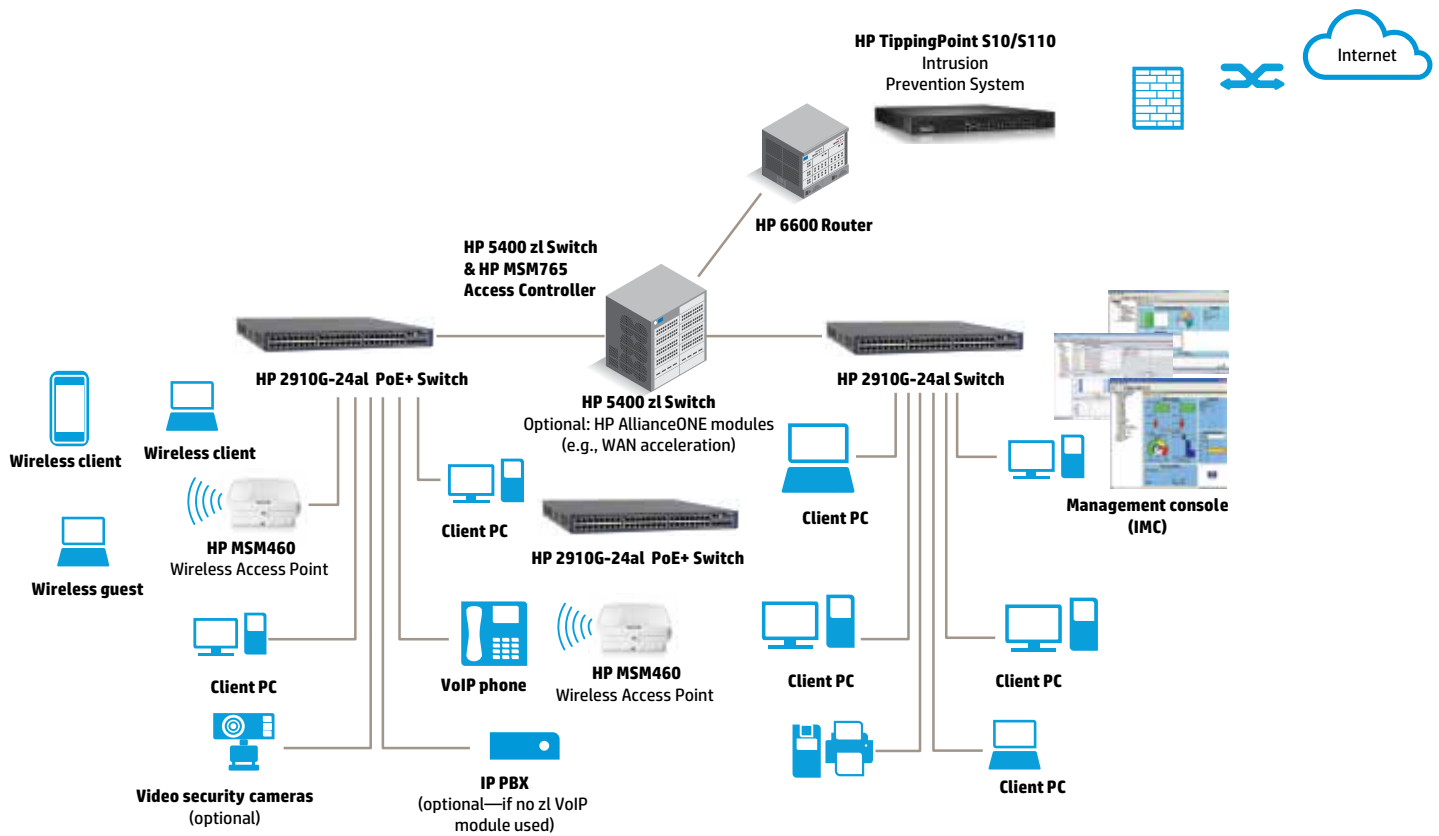 HP TippingPoint S10/S110
Intrusion
Prevention System
Internet
HP 6600 Router
HP 5400 zl Switch
& HP MSM765
Access Controller
HP 2910G-24al PoE+ Switch
HP 5400 zl Switch
Optional: HP AllianceONE modules
(e.g., WAN acceleration)
HP 2910G-24al Switch
Wireless client
Wireless client
HP MSM460
Wireless Access Point
Wireless guest
Client PC
HP 2910G-24al PoE+ Switch
Client PC
Management console
(IMC)
Client PC
VoIP phone
HP MSM460
Wireless Access Point
Client PC
Client PC
Video security cameras
(optional)
IP PBX
(optional—if no zl VoIP
module used)
Client PC